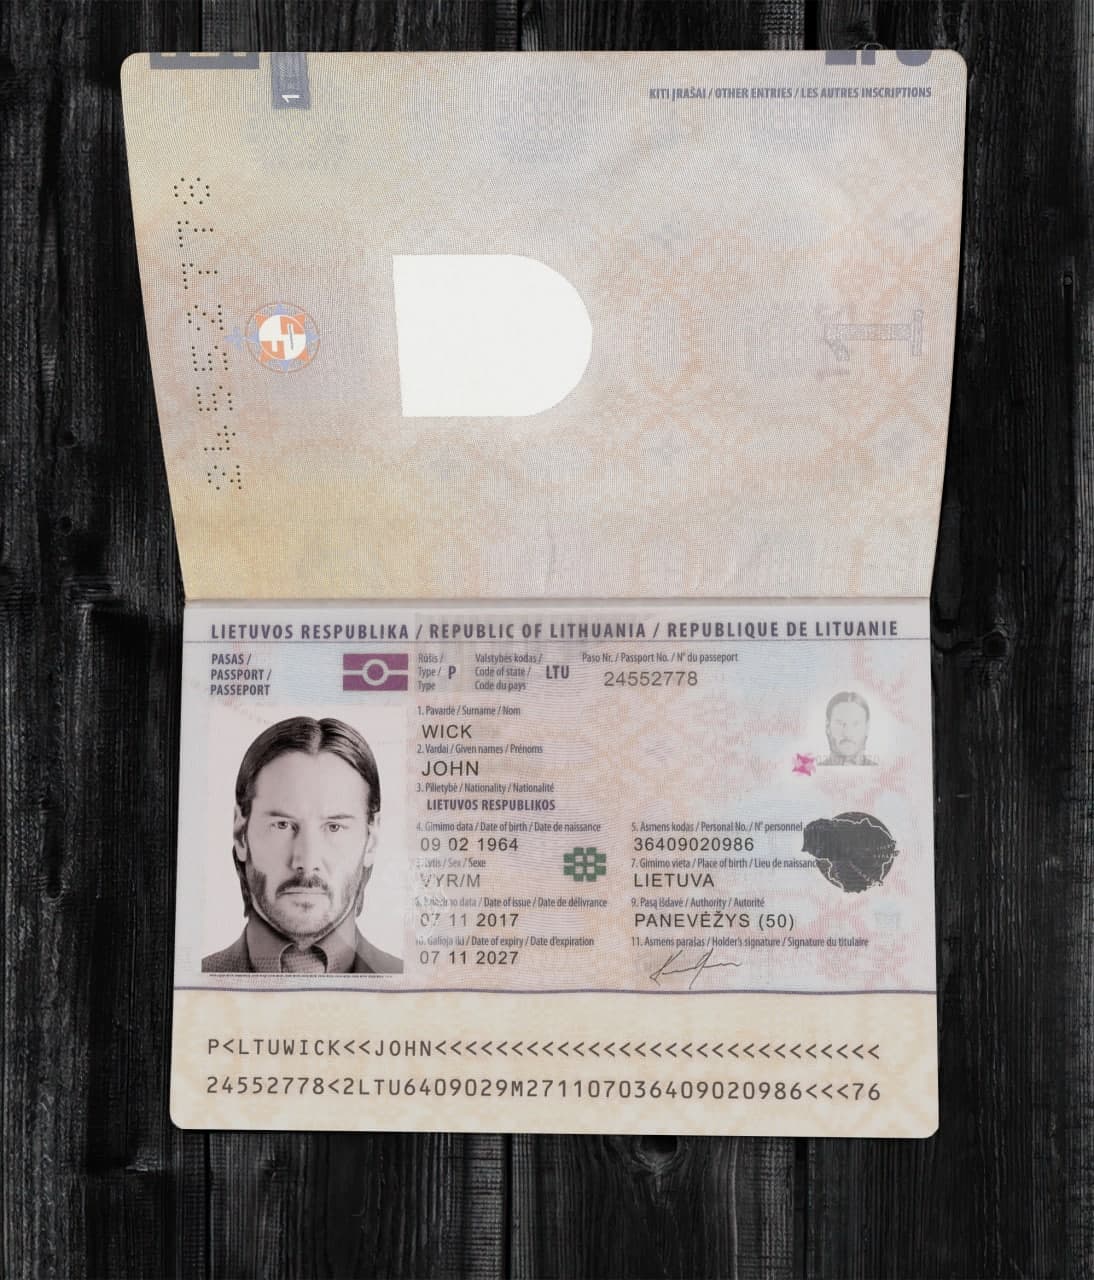 1
KITI ĮRAŠAI / OTHER ENTRIES / LES AUTRES INSCRIPTIONS
24552778
11
LIETUVOS RESPUBLIKA / REPUBLIC OF LITHUANIA / REPUBLIQUE DE LITUANIE
PASAS /
PASSPORT /
PASSEPORT
Rūšis /
Type / P
Type
Valstybės kodas /
Code of state / LTU
Code du pays
Paso Nr. / Passport No. / N° du passeport
24552778
1. Pavardė / Surname / Nom
WICK
2. Vardai / Given names / Prénoms
JOHN
3. Pilietybė / Nationality / Nationalité
LIETUVOS RESPUBLIKOS
4. Gimimo data / Date of birth / Date de naissance
09 02 1964
5. Asmens kodas / Personal No. / N° personnel
36409020986
Lytis / Sex / Sexe
VYR/M
7. Gimimo vieta / Place of birth / Lieu de naissance
LIETUVA
data / Date of issue / Date de délivrance
07 11 2017
9. Pasą išdavė / Authority / Autorité
PANEVĖŽYS (50)
10. Galioja iki / Date of expiry / Date d'expiration
07 11 2027
11. Asmens parašas / Holder's signature / Signature du titulaire
P<LTUWICK<<JOHN<<<<<<<<<<<<<<<<<<<<<<<<<<<<<
24552778<2LTU6409029M271107036409020986<<<76